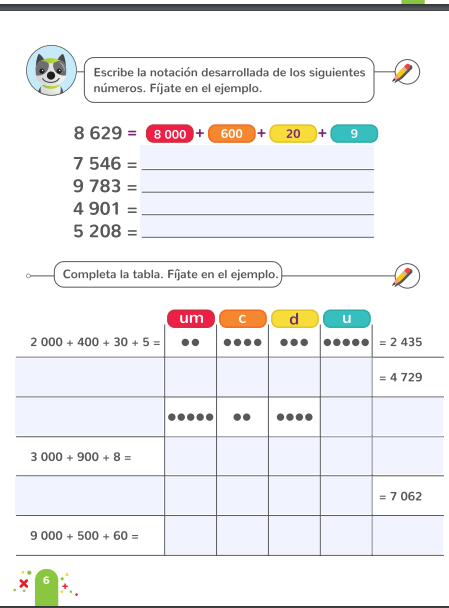 Escribe la notación desarrollada de los siguientes
números. Fíjate en el ejemplo.
8 629 = 8 000 + 600 + 20 + 9
7 546 =
9 783 =
4 901 =
5 208 =
Completa la tabla. Fíjate en el ejemplo.
um c d u
2 000 + 400 + 30 + 5 = = 2 435
= 4 729
3 000 + 900 + 8 =
= 7 062
9 000 + 500 + 60 =
6